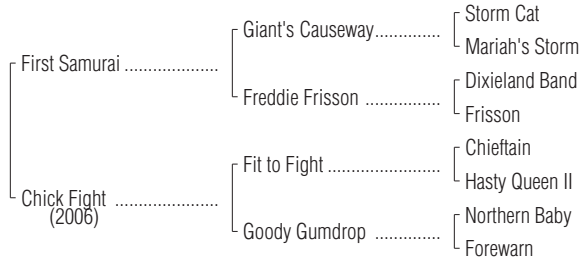 Storm Cat
Giant's Causeway...............
Mariah's Storm
First Samurai ....................
Dixieland Band
Freddie Frisson ................
Frisson
Chieftain
Fit to Fight ........................
Hasty Queen II
Chick Fight ......................
(2006)
Northern Baby
Goody Gumdrop ..............
Forewarn